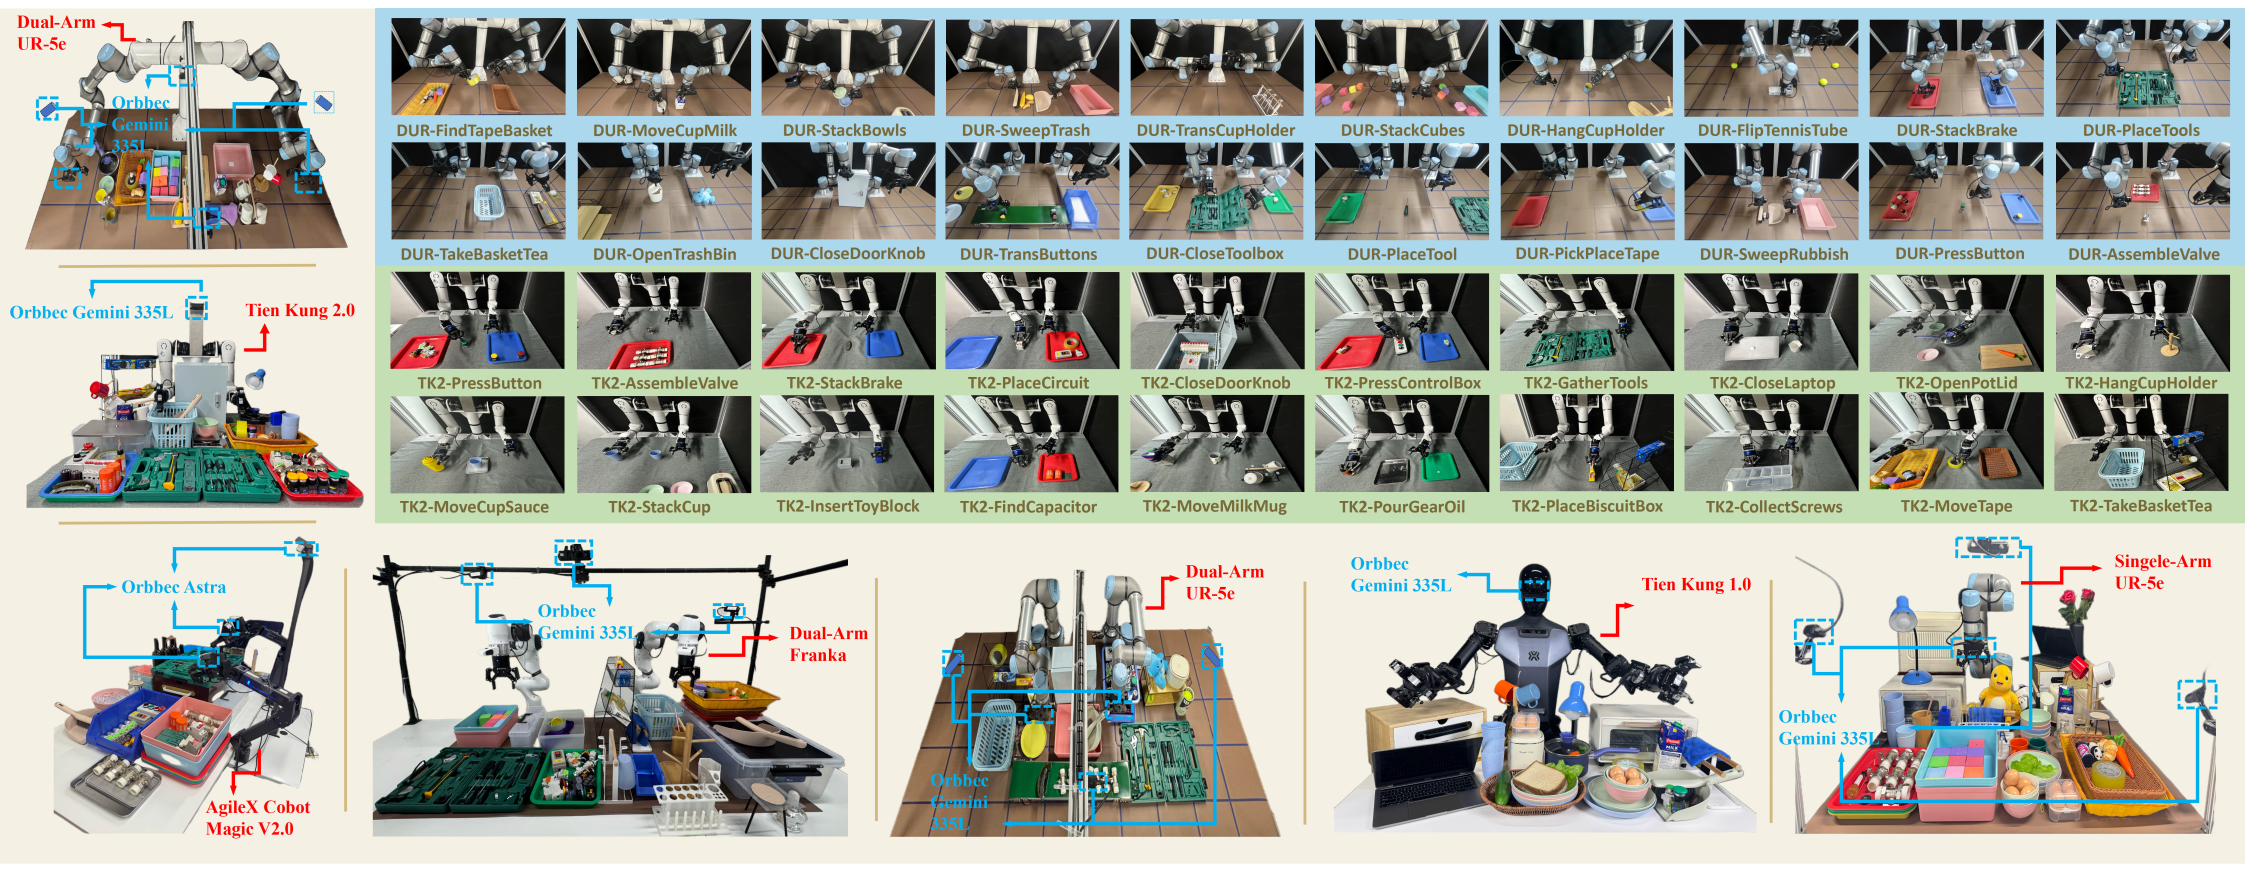 Dual-Arm
UR-5e
Orbbec
Gemini
335L
DUR-FindTapeBasket
DUR-MoveCupMilk
DUR-StackBowls
DUR-SweepTrash
DUR-TransCupHolder
DUR-StackCubes
DUR-HangCupHolder
DUR-FlipTennisTube
DUR-StackBrake
DUR-PlaceTools
DUR-TakeBasketTea
DUR-OpenTrashBin
DUR-CloseDoorKnob
DUR-TransButtons
DUR-CloseToolbox
DUR-PlaceTool
DUR-PickPlaceTape
DUR-SweepRubbish
DUR-PressButton
DUR-AssembleValve
Orbbec Gemini 335L
Tien Kung 2.0
TK2-PressButton
TK2-AssembleValve
TK2-StackBrake
TK2-PlaceCircuit
TK2-CloseDoorKnob
TK2-PressControlBox
TK2-GatherTools
TK2-CloseLaptop
TK2-OpenPotLid
TK2-HangCupHolder
TK2-MoveCupSauce
TK2-StackCup
TK2-InsertToyBlock
TK2-FindCapacitor
TK2-MoveMilkMug
TK2-PourGearOil
TK2-PlaceBiscuitBox
TK2-CollectScrews
TK2-MoveTape
TK2-TakeBasketTea
Orbbec Astra
AgileX Cobot
Magic V2.0
Orbbec
Gemini 335L
Dual-Arm
Franka
Dual-Arm
UR-5e
Orbbec
Gemini
335L
Orbbec
Gemini 335L
Tien Kung 1.0
MILK
Singele-Arm
UR-5e
Orbbec
Gemini 335L